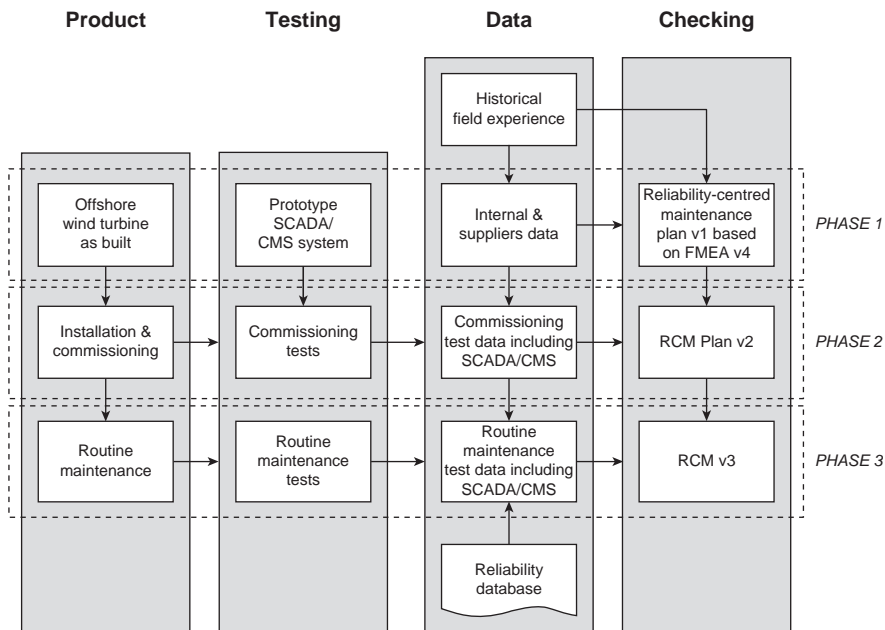 Product
Testing
Data
Checking
Historical
field experience
Offshore
wind turbine
as built
Prototype
SCADA/
CMS system
Internal &
suppliers data
Reliability-centred
maintenance
plan v1 based
on FMEA v4
PHASE 1
Installation &
commissioning
Commissioning
tests
Commissioning
test data including
SCADA/CMS
RCM Plan v2
PHASE 2
Routine
maintenance
Routine
maintenance
tests
Routine
maintenance
test data including
SCADA/CMS
RCM v3
PHASE 3
Reliability
database